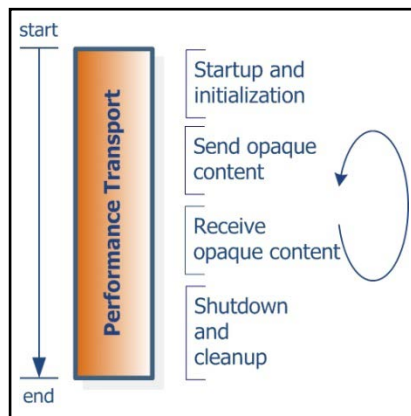 start
Performance Transport
Startup and
initialization
Send opaque
content
Receive
opaque content
Shutdown
and
cleanup
end